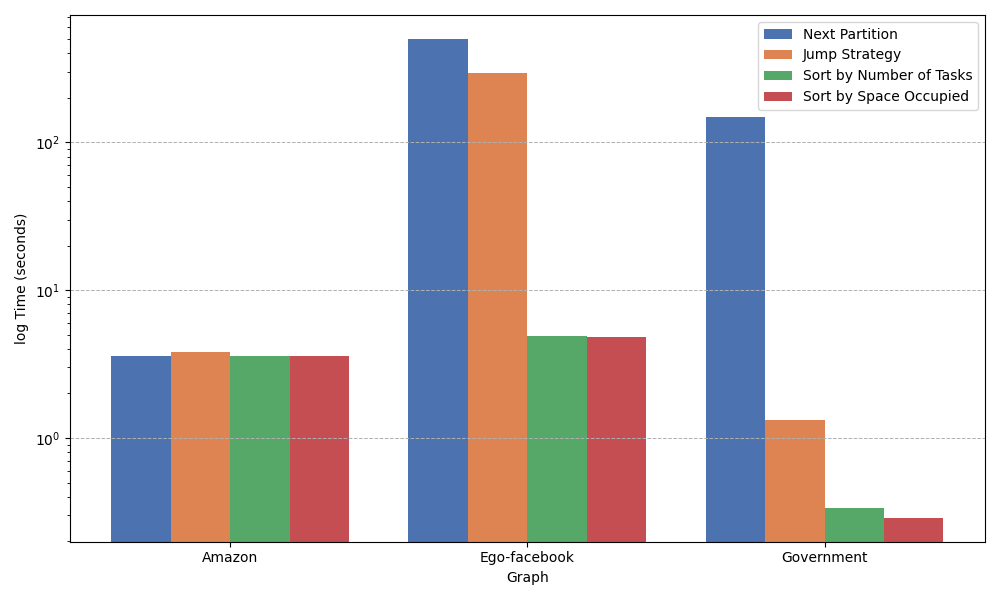 Next Partition
Jump Strategy
Sort by Number of Tasks
Sort by Space Occupied
10²
10¹
10⁰
log Time (seconds)
Amazon Ego-facebook Government
Graph